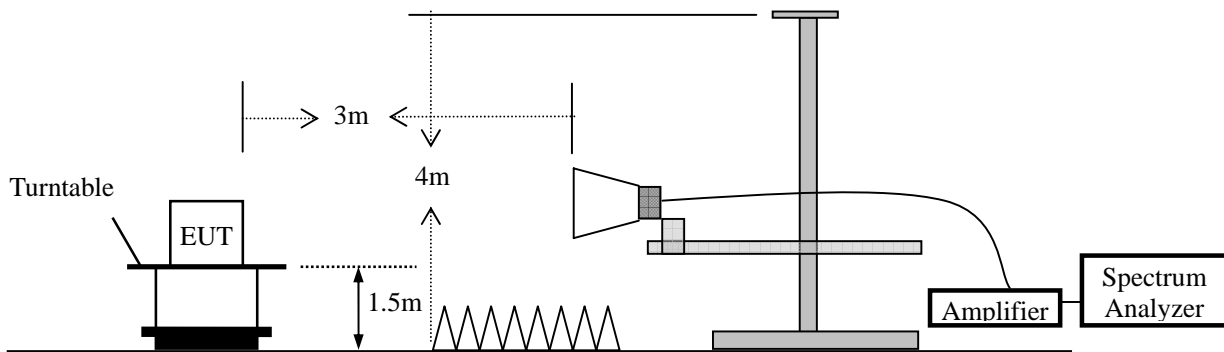 3m
4m
Turntable
EUT
1.5m
Amplifier
Spectrum
Analyzer